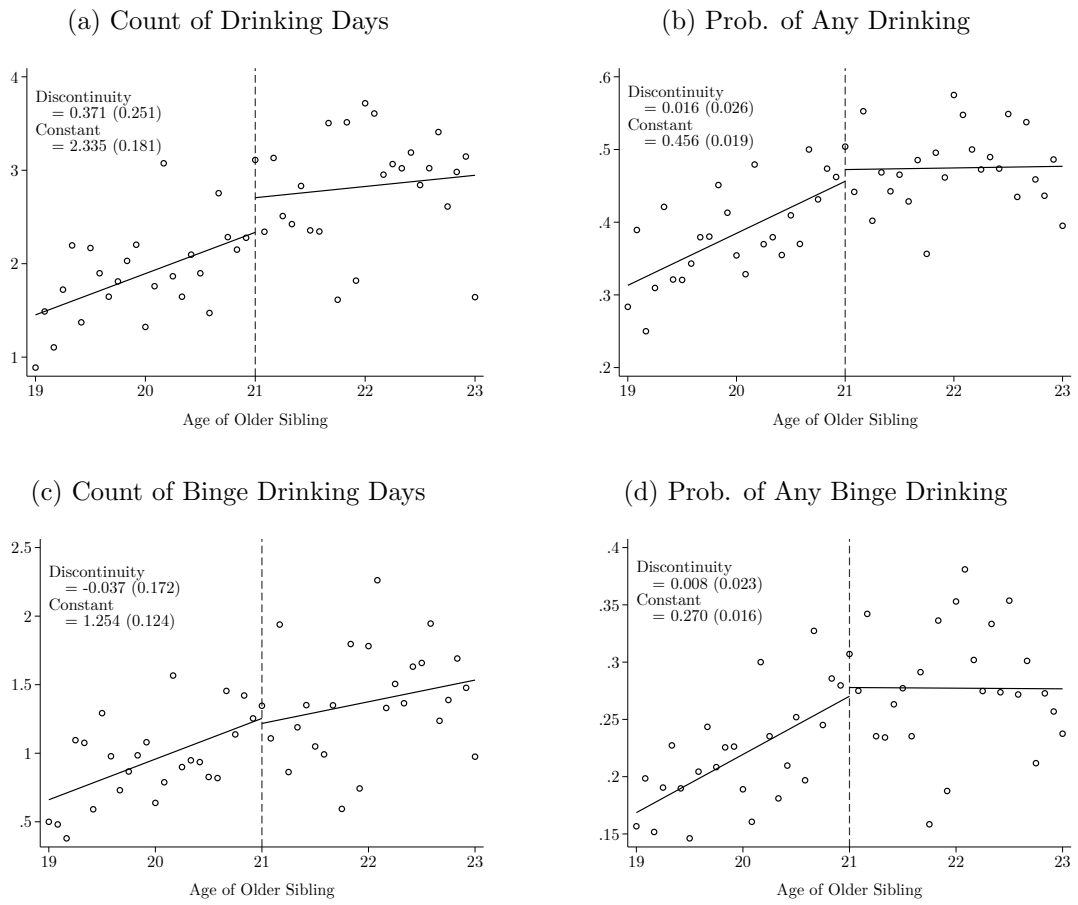 (a) Count of Drinking Days
4
3
2
1
Discontinuity
= 0.371 (0.251)
Constant
= 2.335 (0.181)
19 20 21 22 23
Age of Older Sibling
(b) Prob. of Any Drinking
.6
.5
.4
.3
.2
Discontinuity
= 0.016 (0.026)
Constant
= 0.456 (0.019)
19 20 21 22 23
Age of Older Sibling
(c) Count of Binge Drinking Days
2.5
2
1.5
1
.5
Discontinuity
= -0.037 (0.172)
Constant
= 1.254 (0.124)
19 20 21 22 23
Age of Older Sibling
(d) Prob. of Any Binge Drinking
.4
.35
.3
.25
.2
.15
Discontinuity
= 0.008 (0.023)
Constant
= 0.270 (0.016)
19 20 21 22 23
Age of Older Sibling